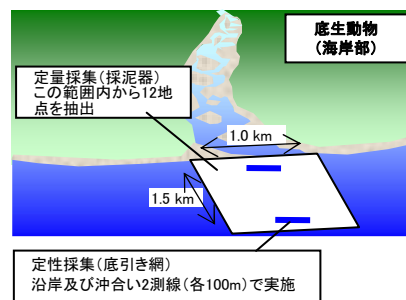 底生動物
(海岸部)
定量採集(採泥器)
この範囲内から12地
点を抽出
1.0 km
1.5 km
定性採集(底引き網)
沿岸及び沖合い2測線(各100m)で実施